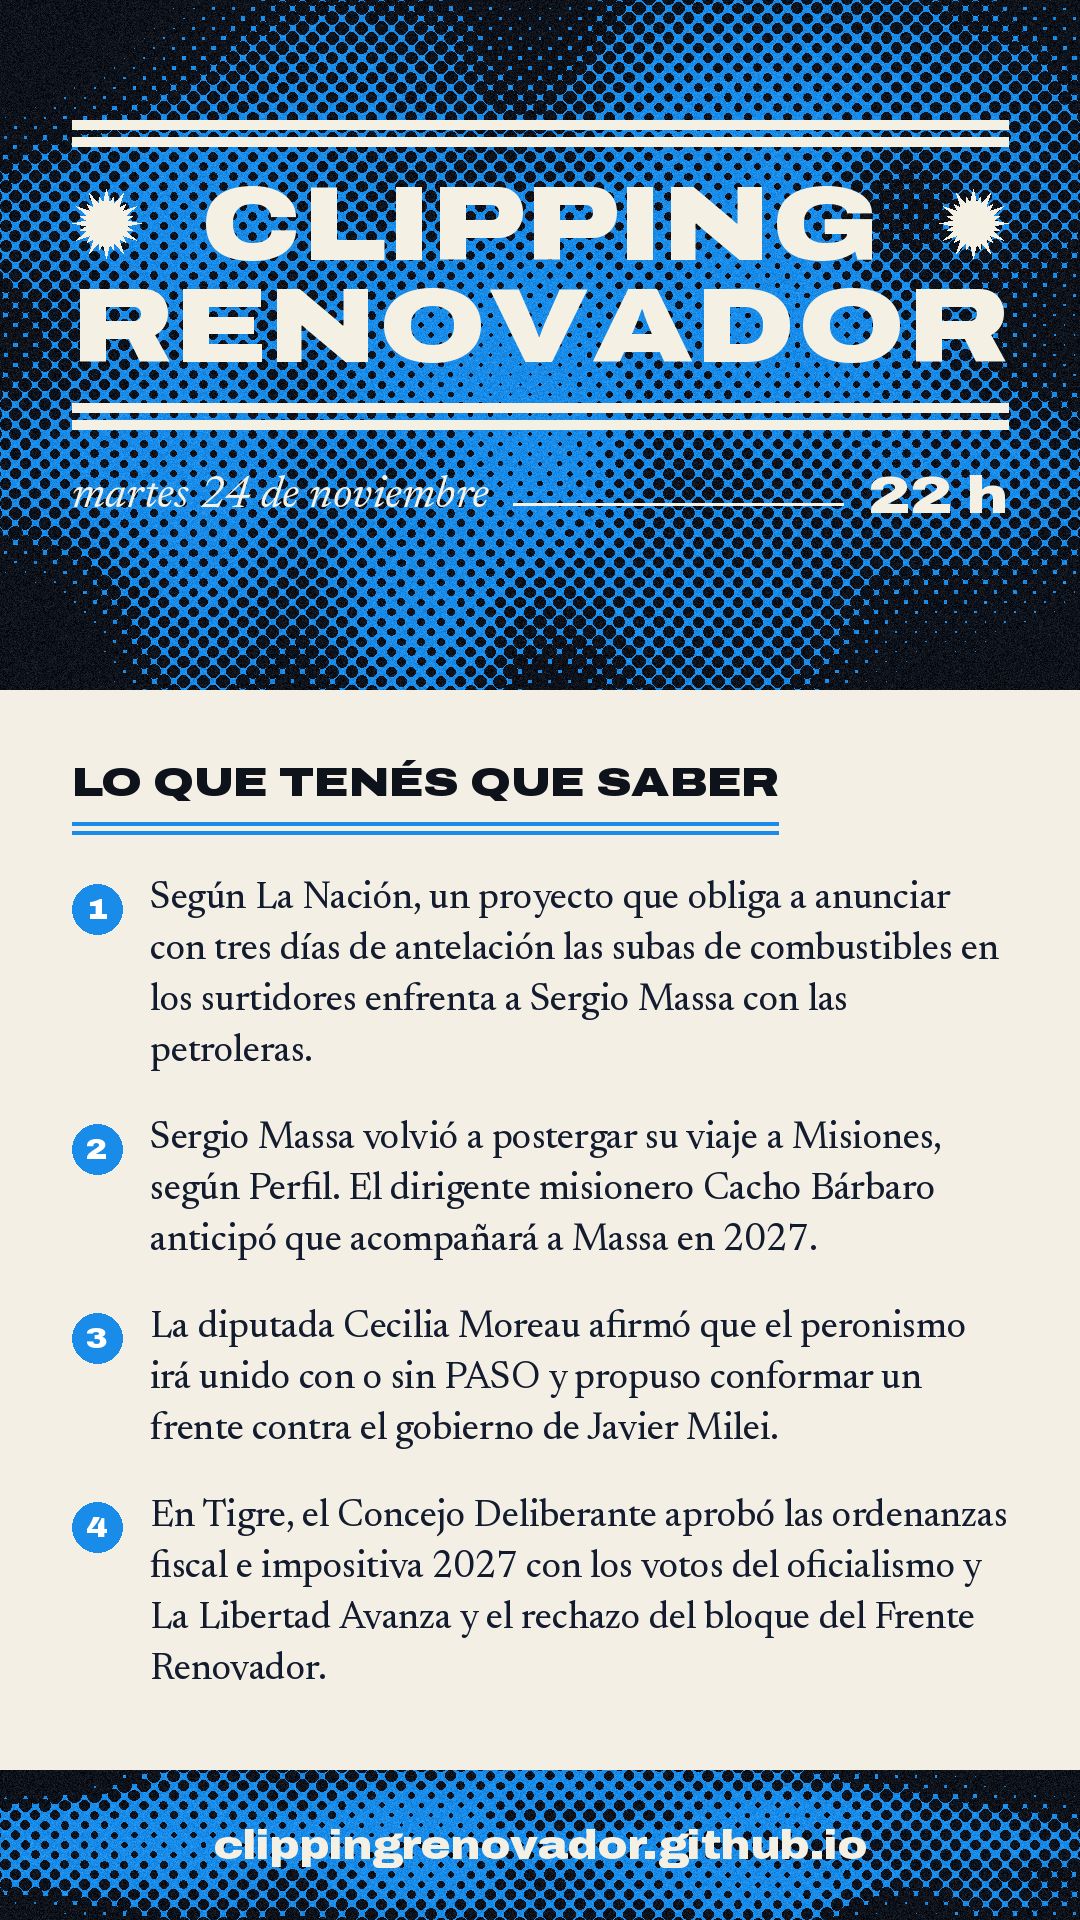 CLIPPING
RENOVADOR
martes 24 de noviembre 22 h
LO QUE TENÉS QUE SABER
1 Según La Nación, un proyecto que obliga a anunciar
con tres días de antelación las subas de combustibles en
los surtidores enfrenta a Sergio Massa con las
petroleras.
2 Sergio Massa volvió a postergar su viaje a Misiones,
según Perfil. El dirigente misionero Cacho Bárbaro
anticipó que acompañará a Massa en 2027.
3 La diputada Cecilia Moreau afirmó que el peronismo
irá unido con o sin PASO y propuso conformar un
frente contra el gobierno de Javier Milei.
4 En Tigre, el Concejo Deliberante aprobó las ordenanzas
fiscal e impositiva 2027 con los votos del oficialismo y
La Libertad Avanza y el rechazo del bloque del Frente
Renovador.
clippingrenovador.github.io